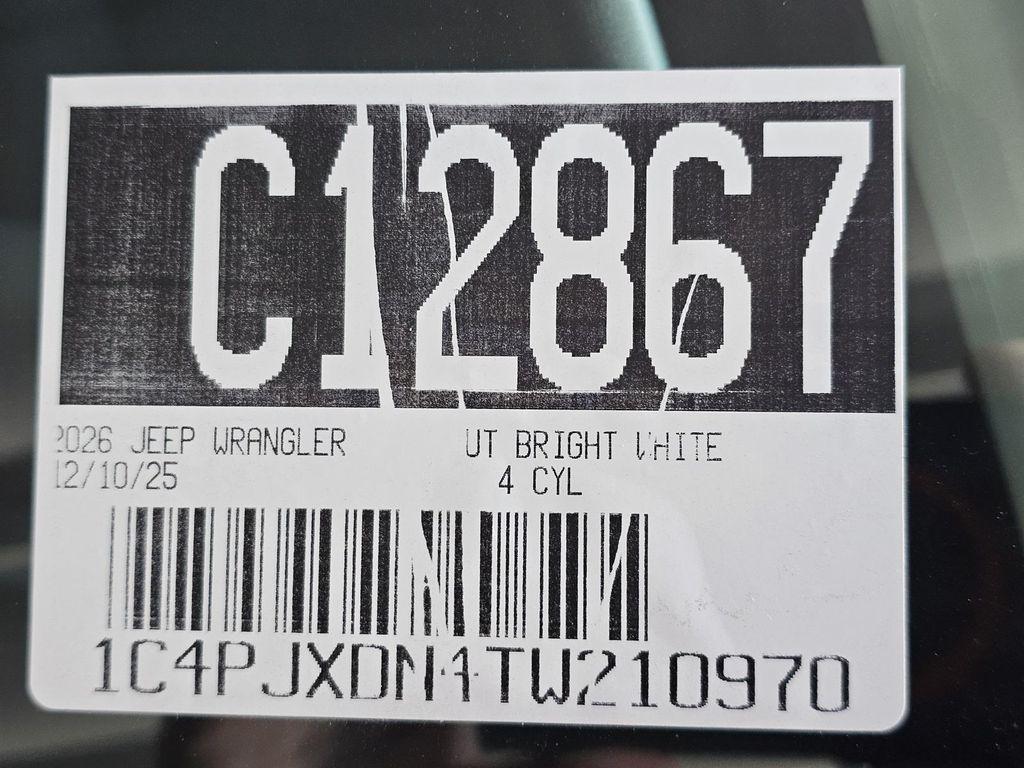 C12867
2026 JEEP WRANGLER UT BRIGHT WHITE
12/10/25 4 CYL
1C4PJXDN4TW210970